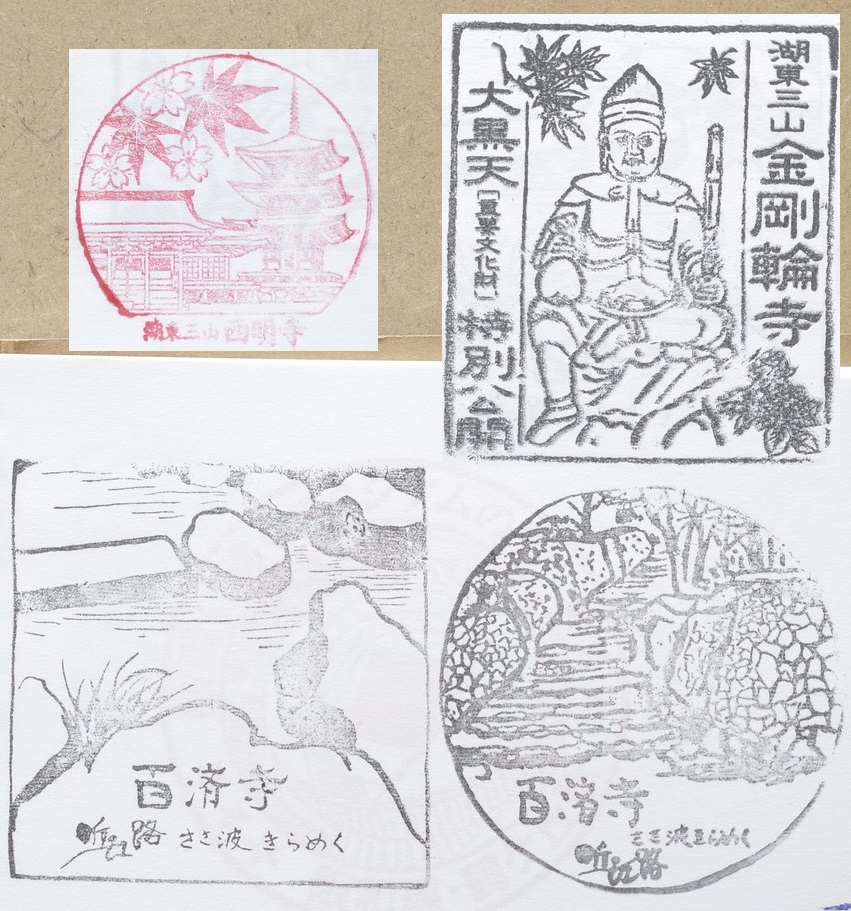 湖東三山 西明寺
湖東三山 金剛輪寺
大黒天
[重要文化財]
特別公開
百済寺
近江路 ささ波 きらめく
百済寺
ささ波きらめく
近江路